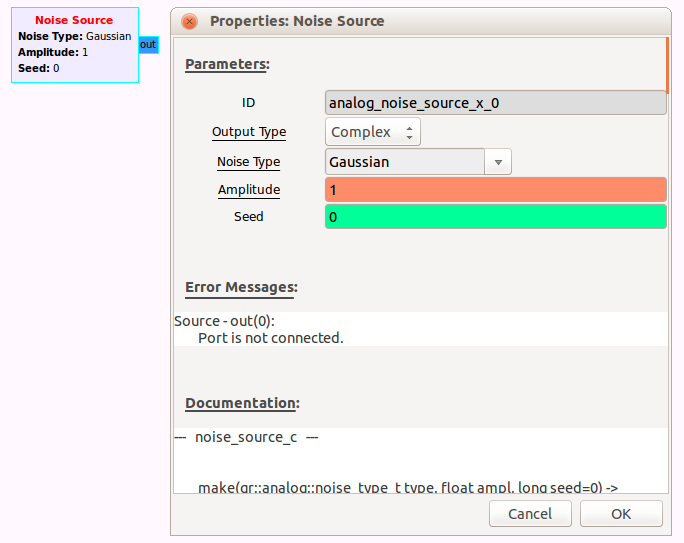 Noise Source
Noise Type: Gaussian
Amplitude: 1
Seed: 0
out
Properties: Noise Source
Parameters:
ID
analog_noise_source_x_0
Output Type
Complex
Noise Type
Gaussian
Amplitude
1
Seed
0
Error Messages:
Source - out(0):
Port is not connected.
Documentation:
--- noise_source_c ---
make(gr::analog::noise_type_t type, float ampl, long seed=0) ->
Cancel
OK